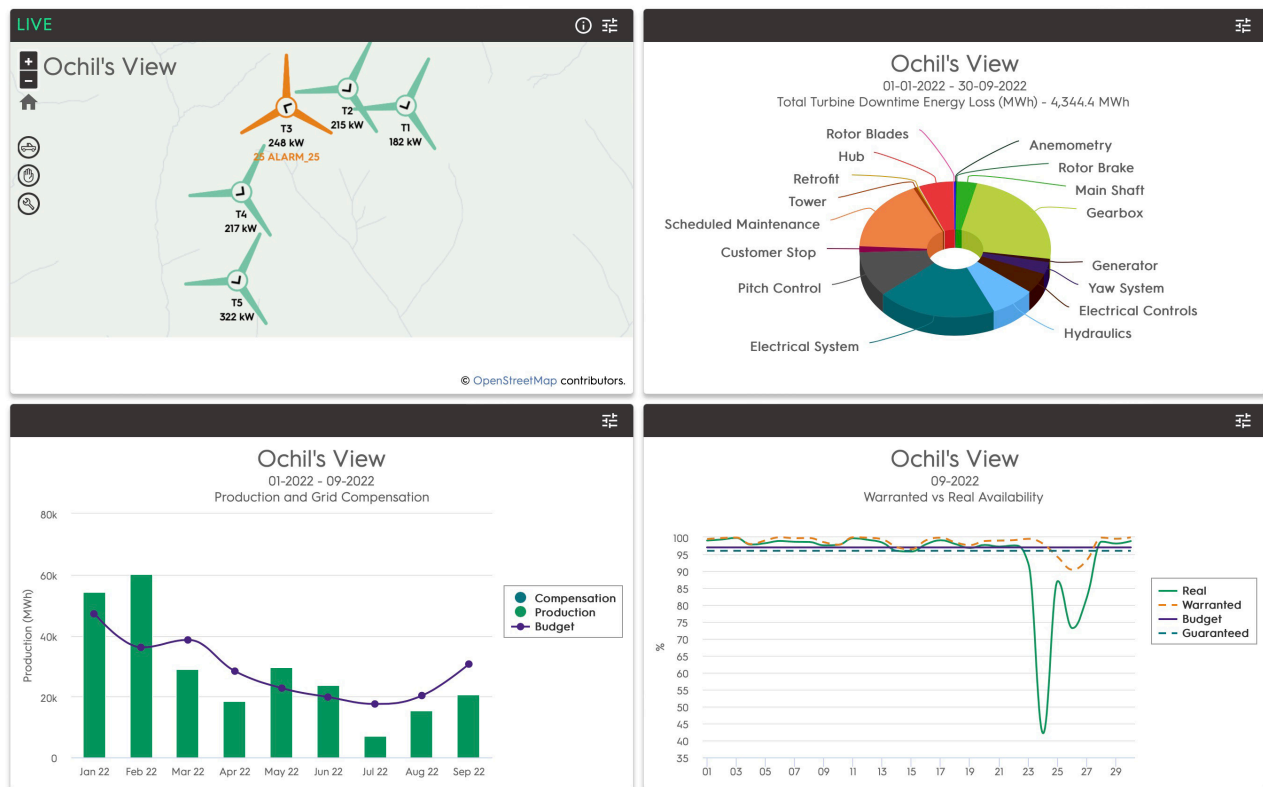 LIVE
Ochil's View
T3
248 kW
25 ALARM_25
T2
215 kW
T1
182 kW
T4
217 kW
T5
322 kW
© OpenStreetMap contributors.
Ochil's View
01-01-2022 - 30-09-2022
Total Turbine Downtime Energy Loss (MWh) - 4,344.4 MWh
Rotor Blades
Hub
Retrofit
Tower
Scheduled Maintenance
Customer Stop
Pitch Control
Electrical System
Anemometry
Rotor Brake
Main Shaft
Gearbox
Generator
Yaw System
Electrical Controls
Hydraulics
Ochil's View
01-2022 - 09-2022
Production and Grid Compensation
Production (MWh)
80k
60k
40k
20k
0
Jan 22 Feb 22 Mar 22 Apr 22 May 22 Jun 22 Jul 22 Aug 22 Sep 22
Compensation
Production
Budget
Ochil's View
09-2022
Warranted vs Real Availability
%
100
95
90
85
80
75
70
65
60
55
50
45
40
35
01 03 05 07 09 11 13 15 17 19 21 23 25 27 29
Real
Warranted
Budget
Guaranteed